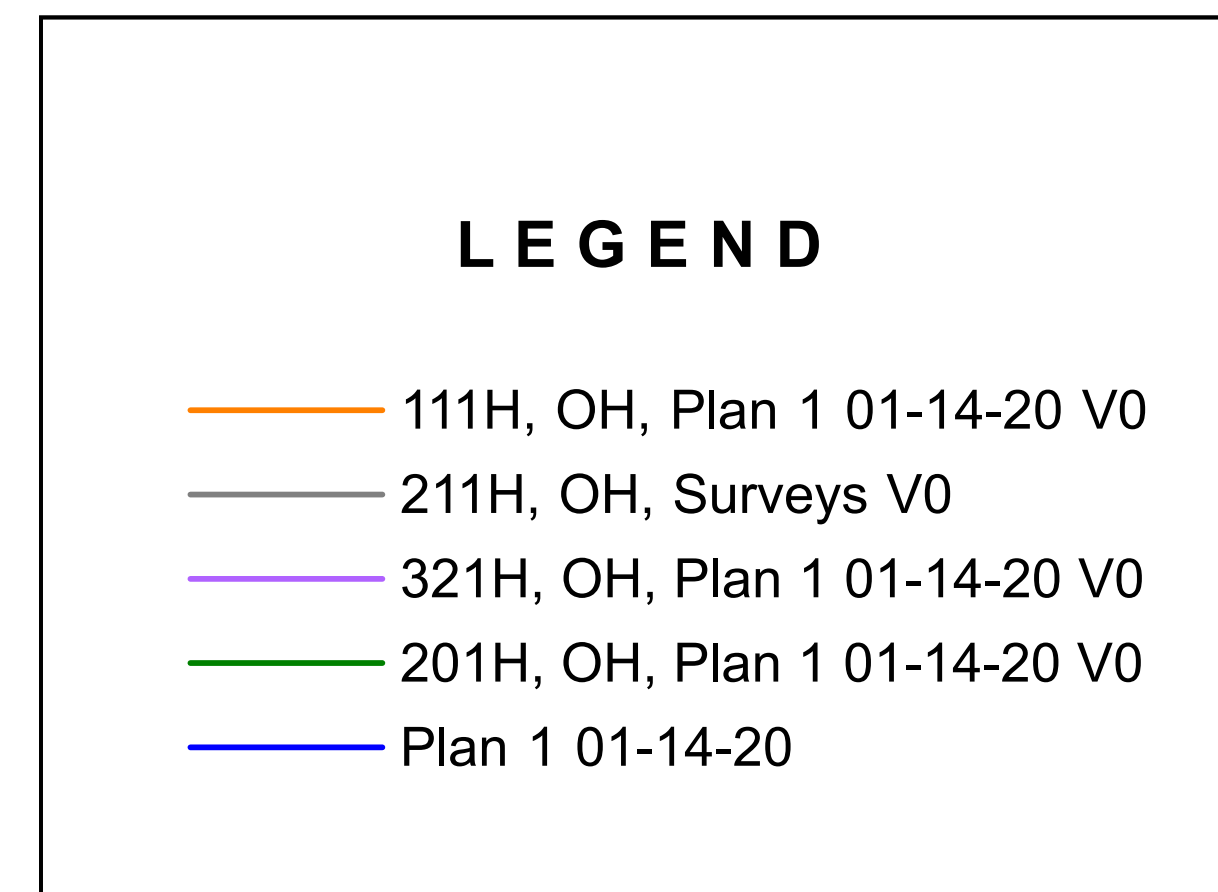 LEGEND
111H, OH, Plan 1 01-14-20 V0
211H, OH, Surveys V0
321H, OH, Plan 1 01-14-20 V0
201H, OH, Plan 1 01-14-20 V0
Plan 1 01-14-20